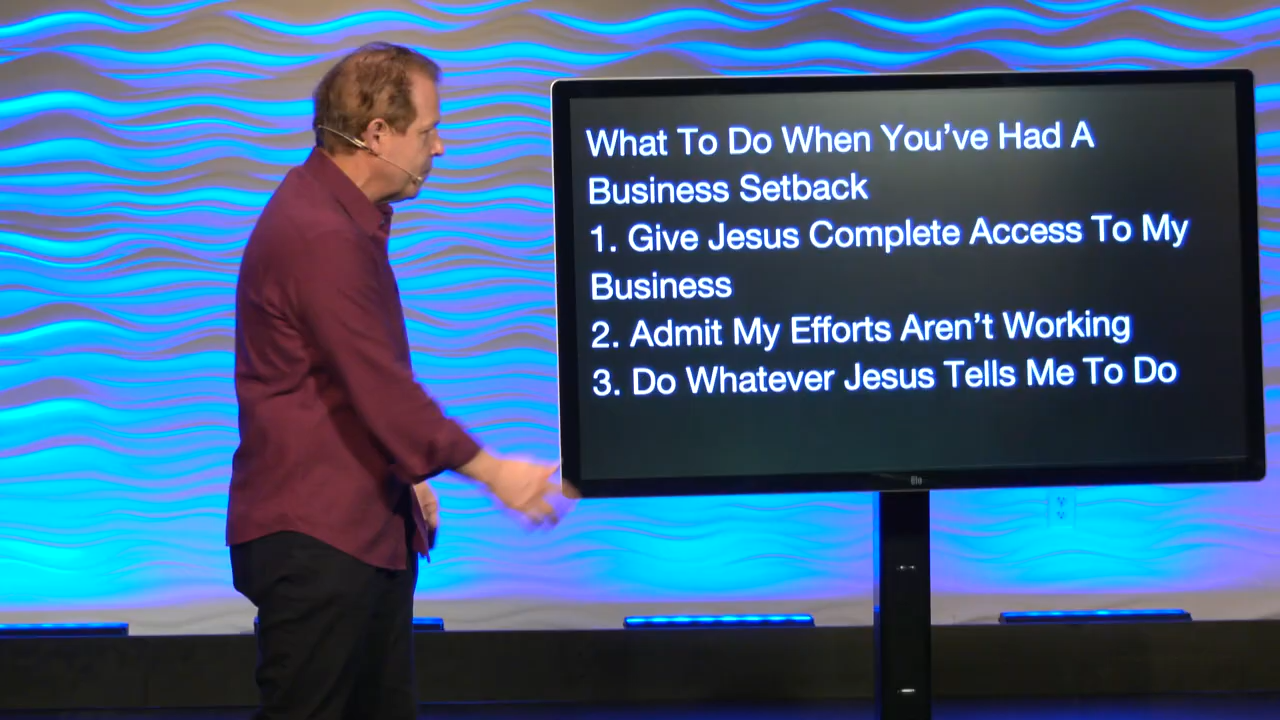 What To Do When You've Had A
Business Setback
1. Give Jesus Complete Access To My
Business
2. Admit My Efforts Aren't Working
3. Do Whatever Jesus Tells Me To Do
elo